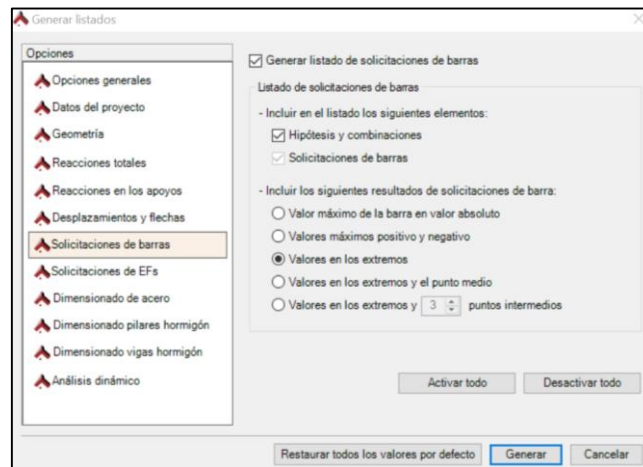 Generar listados
Opciones
Opciones generales
Datos del proyecto
Geometría
Reacciones totales
Reacciones en los apoyos
Desplazamientos y flechas
Solicitaciones de barras
Solicitaciones de EFs
Dimensionado de acero
Dimensionado pilares hormigón
Dimensionado vigas hormigón
Análisis dinámico
Generar listado de solicitaciones de barras
Listado de solicitaciones de barras
- Incluir en el listado los siguientes elementos:
Hipótesis y combinaciones
Solicitaciones de barras
- Incluir los siguientes resultados de solicitaciones de barra:
Valor máximo de la barra en valor absoluto
Valores máximos positivo y negativo
Valores en los extremos
Valores en los extremos y el punto medio
Valores en los extremos y 3 puntos intermedios
Activar todo Desactivar todo
Restaurar todos los valores por defecto Generar Cancelar